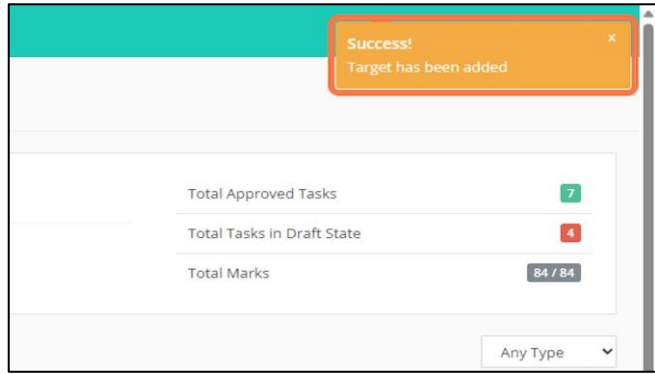 Success!
×
Target has been added
Total Approved Tasks 7
Total Tasks in Draft State 4
Total Marks 84 / 84
Any Type